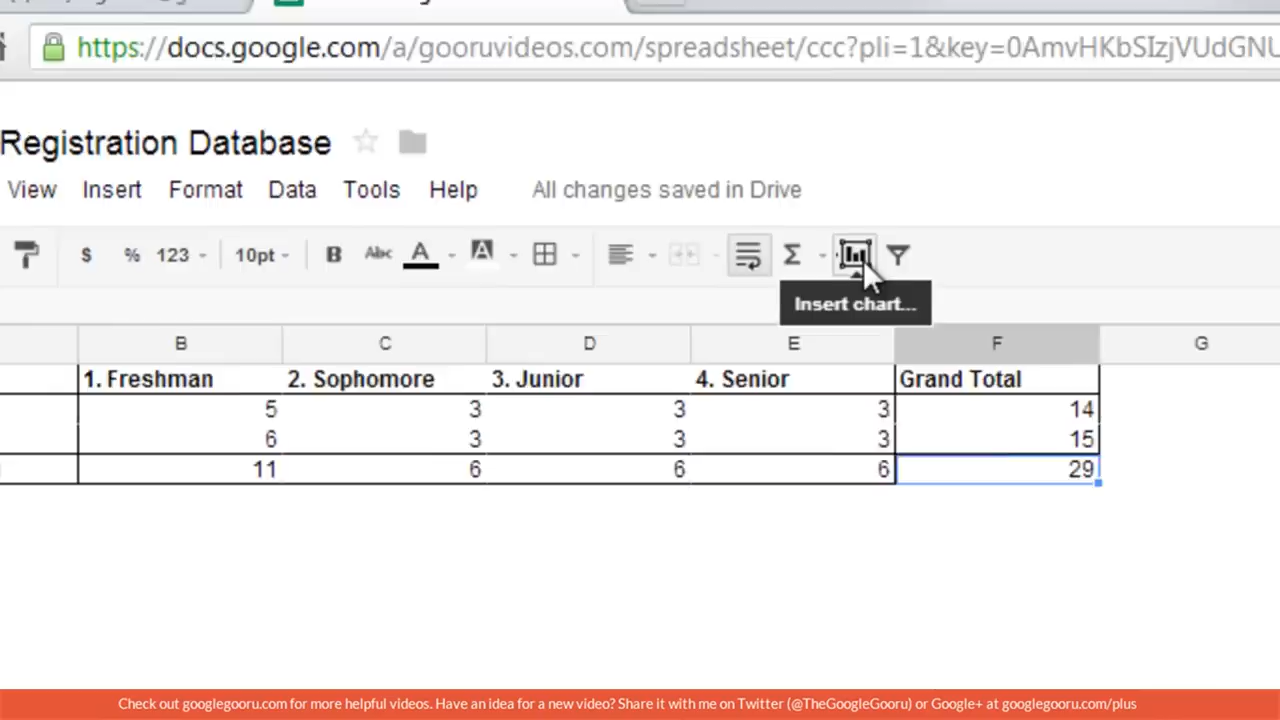 https://docs.google.com/a/gooruvideos.com/spreadsheet/ccc?pli=1&key=0AmvHKbSIzjVUdGNU
Registration Database
View Insert Format Data Tools Help All changes saved in Drive
$ % 123 10pt B Abc A A Σ
Insert chart...
B C D E F G
1. Freshman 2. Sophomore 3. Junior 4. Senior Grand Total
5 3 3 3 14
6 3 3 3 15
11 6 6 6 29
Check out googlegooru.com for more helpful videos. Have an idea for a new video? Share it with me on Twitter (@TheGoogleGooru) or Google+ at googlegooru.com/plus